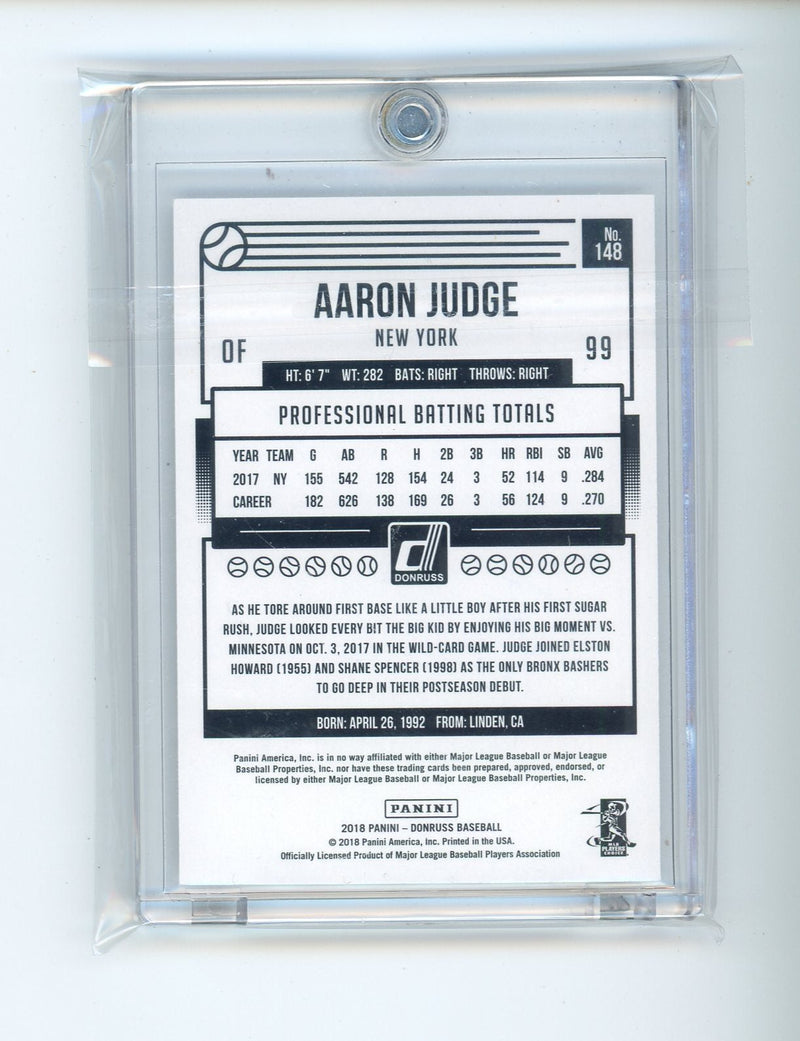 No.
148
AARON JUDGE
NEW YORK
OF
99
HT: 6' 7" WT: 282 BATS: RIGHT THROWS: RIGHT
PROFESSIONAL BATTING TOTALS
YEAR TEAM G AB R H 2B 3B HR RBI SB AVG
2017 NY 155 542 128 154 24 3 52 114 9 .284
CAREER 182 626 138 169 26 3 56 124 9 .270
d
DONRUSS
AS HE TORE AROUND FIRST BASE LIKE A LITTLE BOY AFTER HIS FIRST SUGAR
RUSH, JUDGE LOOKED EVERY BIT THE BIG KID BY ENJOYING HIS BIG MOMENT VS.
MINNESOTA ON OCT. 3, 2017 IN THE WILD-CARD GAME. JUDGE JOINED ELSTON
HOWARD (1955) AND SHANE SPENCER (1998) AS THE ONLY BRONX BASHERS
TO GO DEEP IN THEIR POSTSEASON DEBUT.
BORN: APRIL 26, 1992 FROM: LINDEN, CA
Panini America, Inc. is in no way affiliated with either Major League Baseball or Major League
Baseball Properties, Inc. nor have these trading cards been prepared, approved, endorsed, or
licensed by either Major League Baseball or Major League Baseball Properties, Inc.
PANINI
2018 PANINI – DONRUSS BASEBALL
© 2018 Panini America, Inc. Printed in the USA.
Officially Licensed Product of Major League Baseball Players Association
MLB
PLAYERS
CHOICE